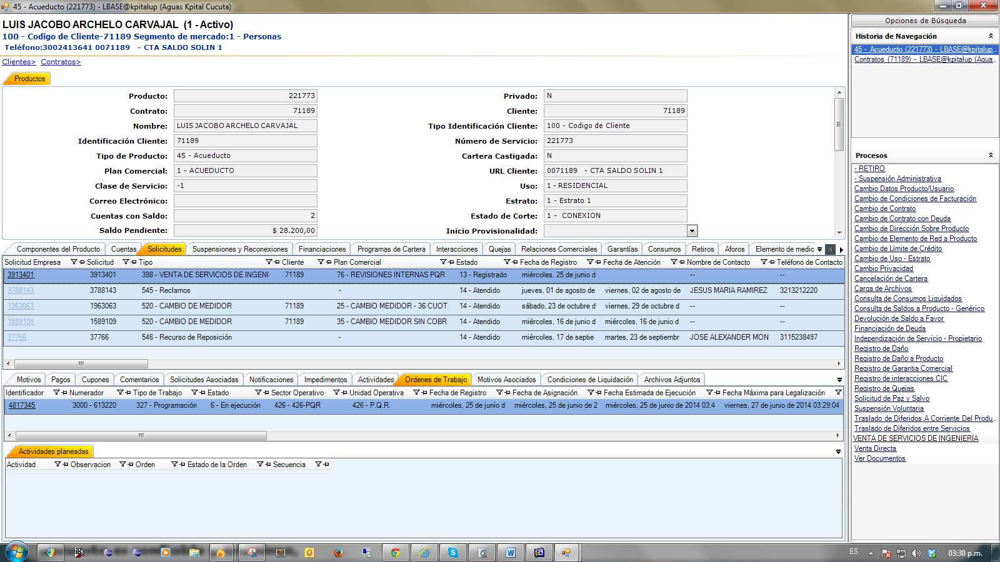 45 - Acueducto (221773) - LBASE@kpitalup (Aguas Kpital Cucuta)
LUIS JACOBO ARCHELO CARVAJAL (1 - Activo)
100 - Codigo de Cliente-71189 Segmento de mercado:1 - Personas
Teléfono:3002413641 0071189 - CTA SALDO SOLIN 1
Clientes> Contratos>
Productos
Producto: 221773 Privado: N
Contrato: 71189 Cliente: 71189
Nombre: LUIS JACOBO ARCHELO CARVAJAL Tipo Identificación Cliente: 100 - Codigo de Cliente
Identificación Cliente: 71189 Número de Servicio: 221773
Tipo de Producto: 45 - Acueducto Cartera Castigada: N
Plan Comercial: 1 - ACUEDUCTO URL Cliente: 0071189 - CTA SALDO SOLIN 1
Clase de Servicio: -1 Uso: 1 - RESIDENCIAL
Correo Electrónico: Estrato: 1 - Estrato 1
Cuentas con Saldo: 2 Estado de Corte: 1 - CONEXION
Saldo Pendiente: $ 28.200,00 Inicio Provisionalidad:
Componentes del Producto Cuentas Solicitudes Suspensiones y Reconexiones Financiaciones Programas de Cartera Interacciones Quejas Relaciones Comerciales Garantías Consumos Retiros Aforos Elemento de medic
Solicitud Empresa Solicitud Tipo Cliente Plan Comercial Estado Fecha de Registro Fecha de Atención Nombre de Contacto Teléfono de Contacto
3913401 3913401 398 - VENTA DE SERVICIOS DE INGENI 71189 76 - REVISIONES INTERNAS PQR 13 - Registrado miércoles, 25 de junio d -- --
3788143 3788143 545 - Reclamos - 14 - Atendido jueves, 01 de agosto de viernes, 02 de agosto de JESUS MARIA RAMIREZ 3213212220
1963063 1963063 520 - CAMBIO DE MEDIDOR 71189 25 - CAMBIO MEDIDOR - 36 CUOT 14 - Atendido sábado, 23 de octubre d viernes, 29 de octubre d -- --
1589109 1589109 520 - CAMBIO DE MEDIDOR 71189 35 - CAMBIO MEDIDOR SIN COBR 14 - Atendido miércoles, 16 de junio d miércoles, 16 de junio d -- --
37766 37766 546 - Recurso de Reposición - 14 - Atendido miércoles, 17 de septie martes, 23 de septiembr JOSE ALEXANDER MON 3115238497
Motivos Pagos Cupones Comentarios Solicitudes Asociadas Notificaciones Impedimentos Actividades Ordenes de Trabajo Motivos Asociados Condiciones de Liquidación Archivos Adjuntos
Identificador Numerador Tipo de Trabajo Estado Sector Operativo Unidad Operativa Fecha de Registro Fecha de Asignación Fecha Estimada de Ejecución Fecha Máxima para Legalización
4817345 3000 - 613220 327 - Programación 6 - En ejecución 426 - 426-PQR 426 - P.Q.R. miércoles, 25 de junio d miércoles, 25 de junio de 2 miércoles, 25 de junio de 2014 03:4 viernes, 27 de junio de 2014 03:29:04
Actividades planeadas
Actividad Observacion Orden Estado de la Orden Secuencia
Opciones de Búsqueda
Historia de Navegación
45 - Acueducto (221773) - LBASE@kpitalup...
Contratos (71189) - LBASE@kpitalup (Agua...
Procesos
- RETIRO
- Suspensión Administrativa
Cambio Datos Producto/Usuario
Cambio de Condiciones de Facturación
Cambio de Contrato
Cambio de Contrato con Deuda
Cambio de Dirección Sobre Producto
Cambio de Elemento de Red a Producto
Cambio de Límite de Crédito
Cambio de Uso - Estrato
Cambio Privacidad
Cancelación de Cartera
Carga de Archivos
Consulta de Consumos Liquidados
Consulta de Saldos a Producto - Genérico
Devolución de Saldo a Favor
Financiación de Deuda
Independización de Servicio - Propietario
Registro de Daño
Registro de Daño a Producto
Registro de Garantia Comercial
Registro de interacciones CIC
Registro de Quejas
Solicitud de Paz y Salvo
Suspensión Voluntaria
Traslado de Diferidos A Corriente Del Produ...
Traslado de Diferidos entre Servicios
VENTA DE SERVICIOS DE INGENIERÍA
Venta Directa
Ver Documentos
ES 03:30 p.m.